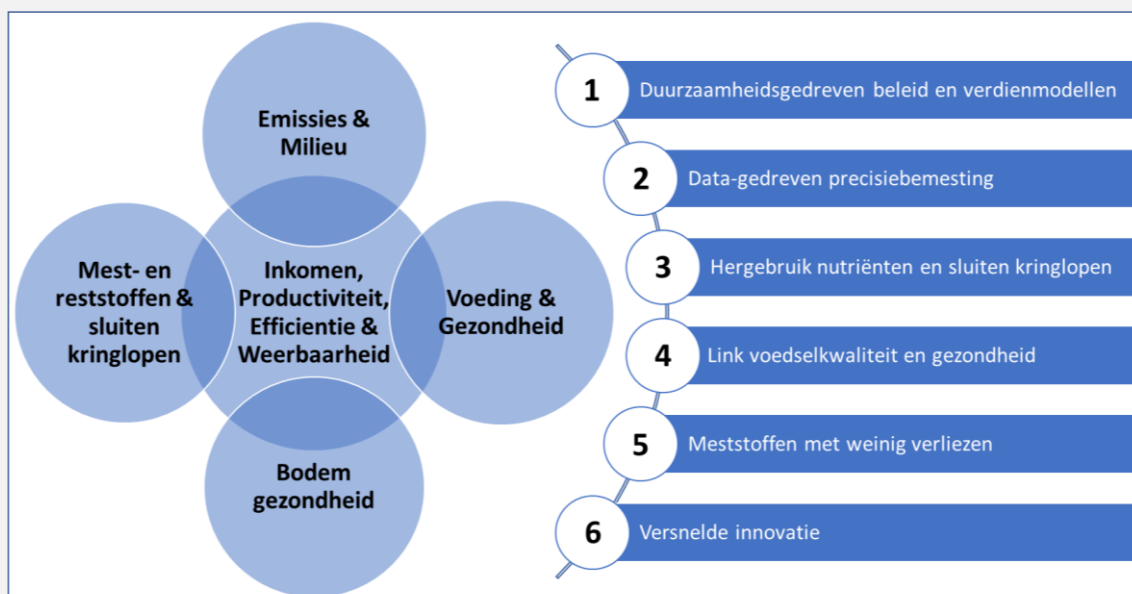 Emissies &
Milieu
Mest- en
reststoffen &
sluiten
kringlopen
Inkomen,
Productiviteit,
Efficientie &
Weerbaarheid
Voeding &
Gezondheid
Bodem
gezondheid
1 Duurzaamheidsgedreven beleid en verdienmodellen
2 Data-gedreven precisiebemesting
3 Hergebruik nutriënten en sluiten kringlopen
4 Link voedselkwaliteit en gezondheid
5 Meststoffen met weinig verliezen
6 Versnelde innovatie